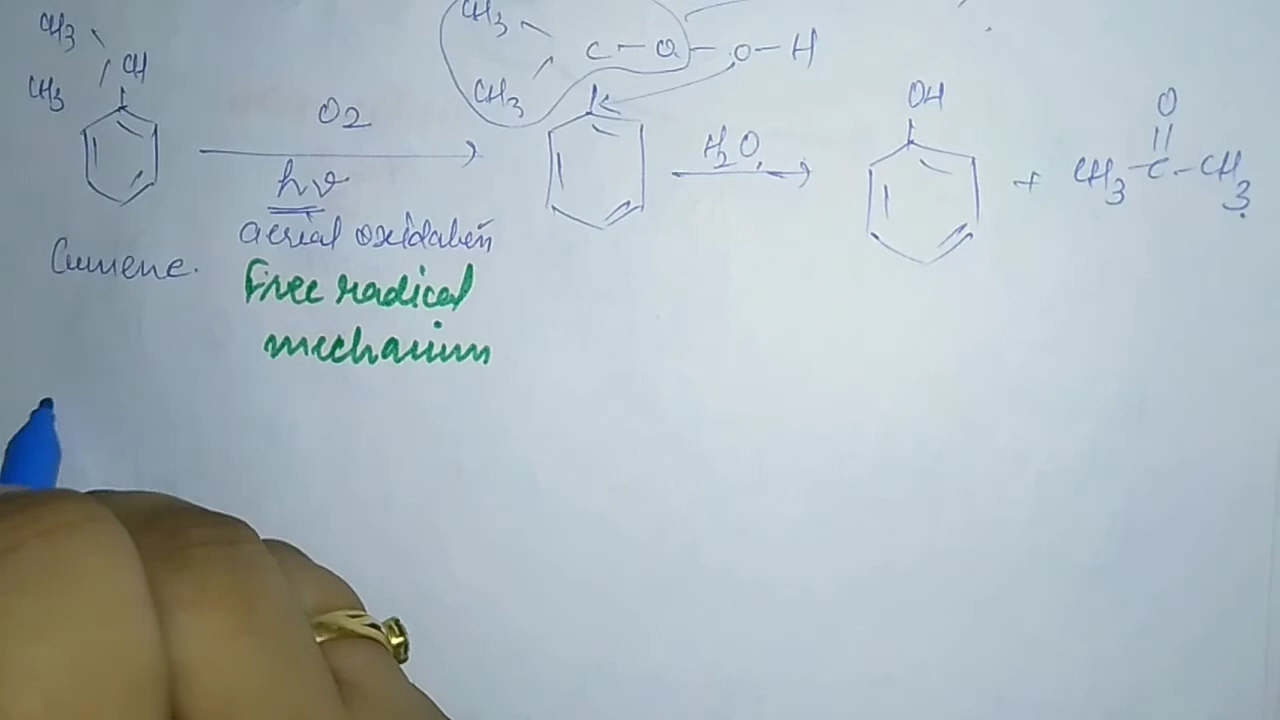 CH3
CH
CH3
O2
hν
aerial oxidation
Cumene.
Free radical
mechanism
CH3
C - O - O - H
CH3
H2O
OH
+
O
CH3 - C - CH3